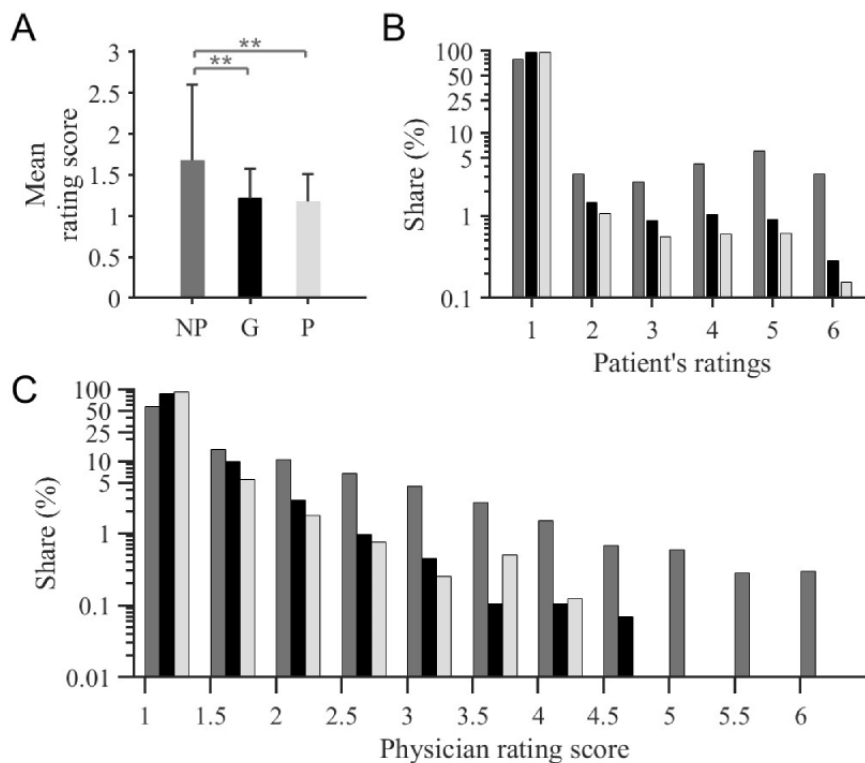 A
Mean
rating score
3
2.5
2
1.5
1
0.5
0
**
**
NP G P
B
Share (%)
100
50
25
10
5
1
0.1
1 2 3 4 5 6
Patient's ratings
C
Share (%)
100
50
25
10
5
1
0.1
0.01
1 1.5 2 2.5 3 3.5 4 4.5 5 5.5 6
Physician rating score